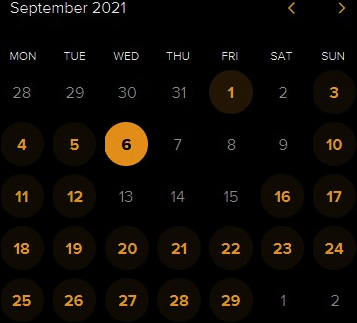 September 2021 < >
MON TUE WED THU FRI SAT SUN
28 29 30 31 1 2 3
4 5 6 7 8 9 10
11 12 13 14 15 16 17
18 19 20 21 22 23 24
25 26 27 28 29 1 2